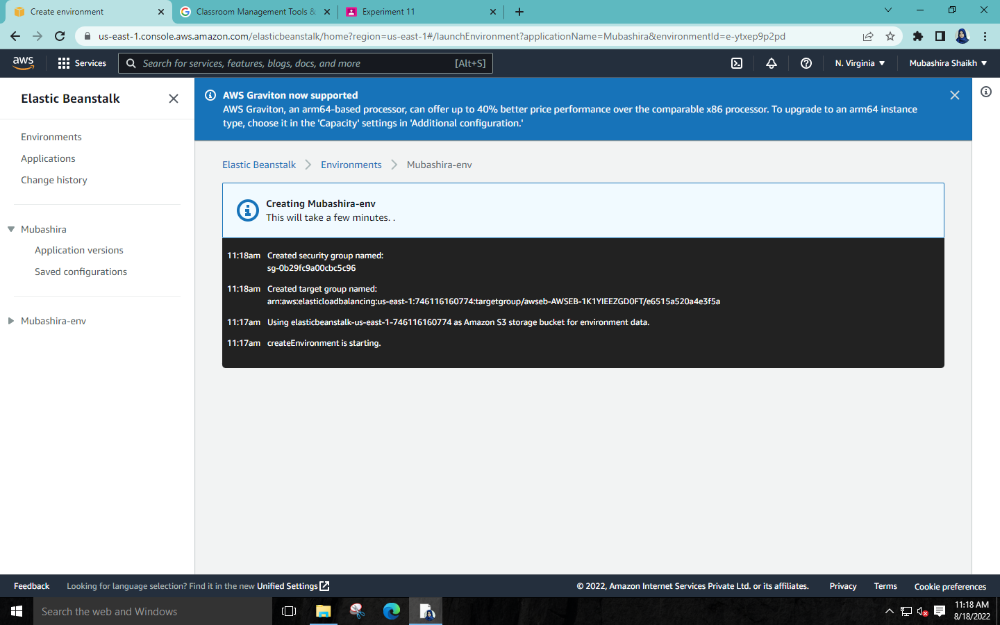 Create environment
Classroom Management Tools &
Experiment 11
us-east-1.console.aws.amazon.com/elasticbeanstalk/home?region=us-east-1#/launchEnvironment?applicationName=Mubashira&environmentId=e-ytxep9p2pd
aws
Services
Search for services, features, blogs, docs, and more
[Alt+S]
N. Virginia
Mubashira Shaikh
Elastic Beanstalk
Environments
Applications
Change history
Mubashira
Application versions
Saved configurations
Mubashira-env
AWS Graviton now supported
AWS Graviton, an arm64-based processor, can offer up to 40% better price performance over the comparable x86 processor. To upgrade to an arm64 instance
type, choose it in the 'Capacity' settings in 'Additional configuration.'
Elastic Beanstalk
Environments
Mubashira-env
Creating Mubashira-env
This will take a few minutes. .
11:18am Created security group named:
sg-0b29fc9a00cbc5c96
11:18am Created target group named:
arn:aws:elasticloadbalancing:us-east-1:746116160774:targetgroup/awseb-AWSEB-1K1YIEEZGD0FT/e6515a520a4e3f5a
11:17am Using elasticbeanstalk-us-east-1-746116160774 as Amazon S3 storage bucket for environment data.
11:17am createEnvironment is starting.
Feedback
Looking for language selection? Find it in the new Unified Settings
© 2022, Amazon Internet Services Private Ltd. or its affiliates.
Privacy
Terms
Cookie preferences
Search the web and Windows
11:18 AM
8/18/2022